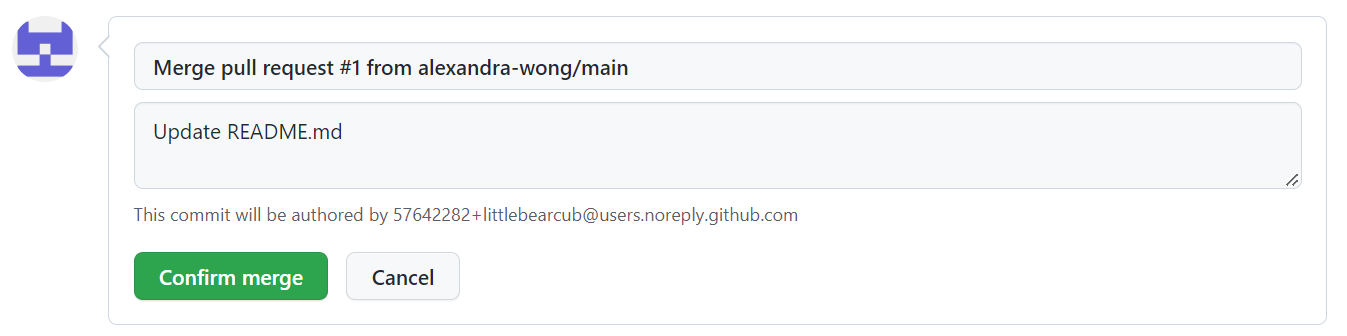 Merge pull request #1 from alexandra-wong/main
Update README.md
This commit will be authored by 57642282+littlebearcub@users.noreply.github.com
Confirm merge
Cancel